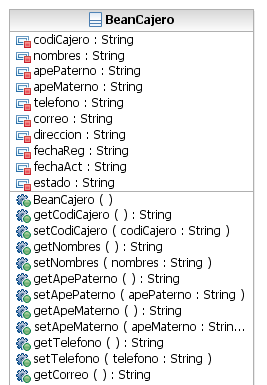 BeanCajero
codiCajero : String
nombres : String
apePaterno : String
apeMaterno : String
telefono : String
correo : String
direccion : String
fechaReg : String
fechaAct : String
estado : String
BeanCajero ( )
getCodiCajero ( ) : String
setCodiCajero ( codiCajero : String )
getNombres ( ) : String
setNombres ( nombres : String )
getApePaterno ( ) : String
setApePaterno ( apePaterno : String )
getApeMaterno ( ) : String
setApeMaterno ( apeMaterno : Strin...
getTelefono ( ) : String
setTelefono ( telefono : String )
getCorreo ( ) : String